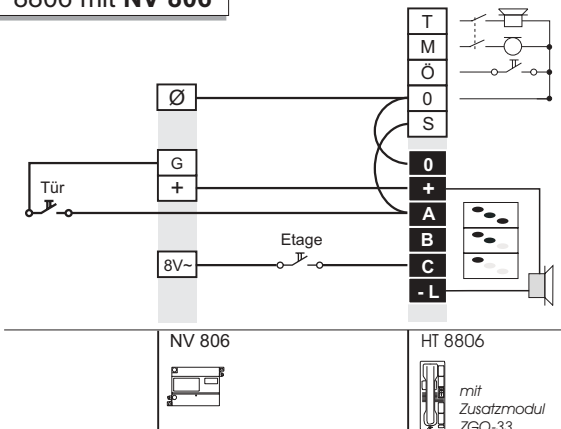 8806 mit NV 806
T
M
Ö
0
S
Ø
G
+
8V~
Tür
Etage
0
+
A
B
C
- L
NV 806
HT 8806
mit
Zusatzmodul
ZGO-33